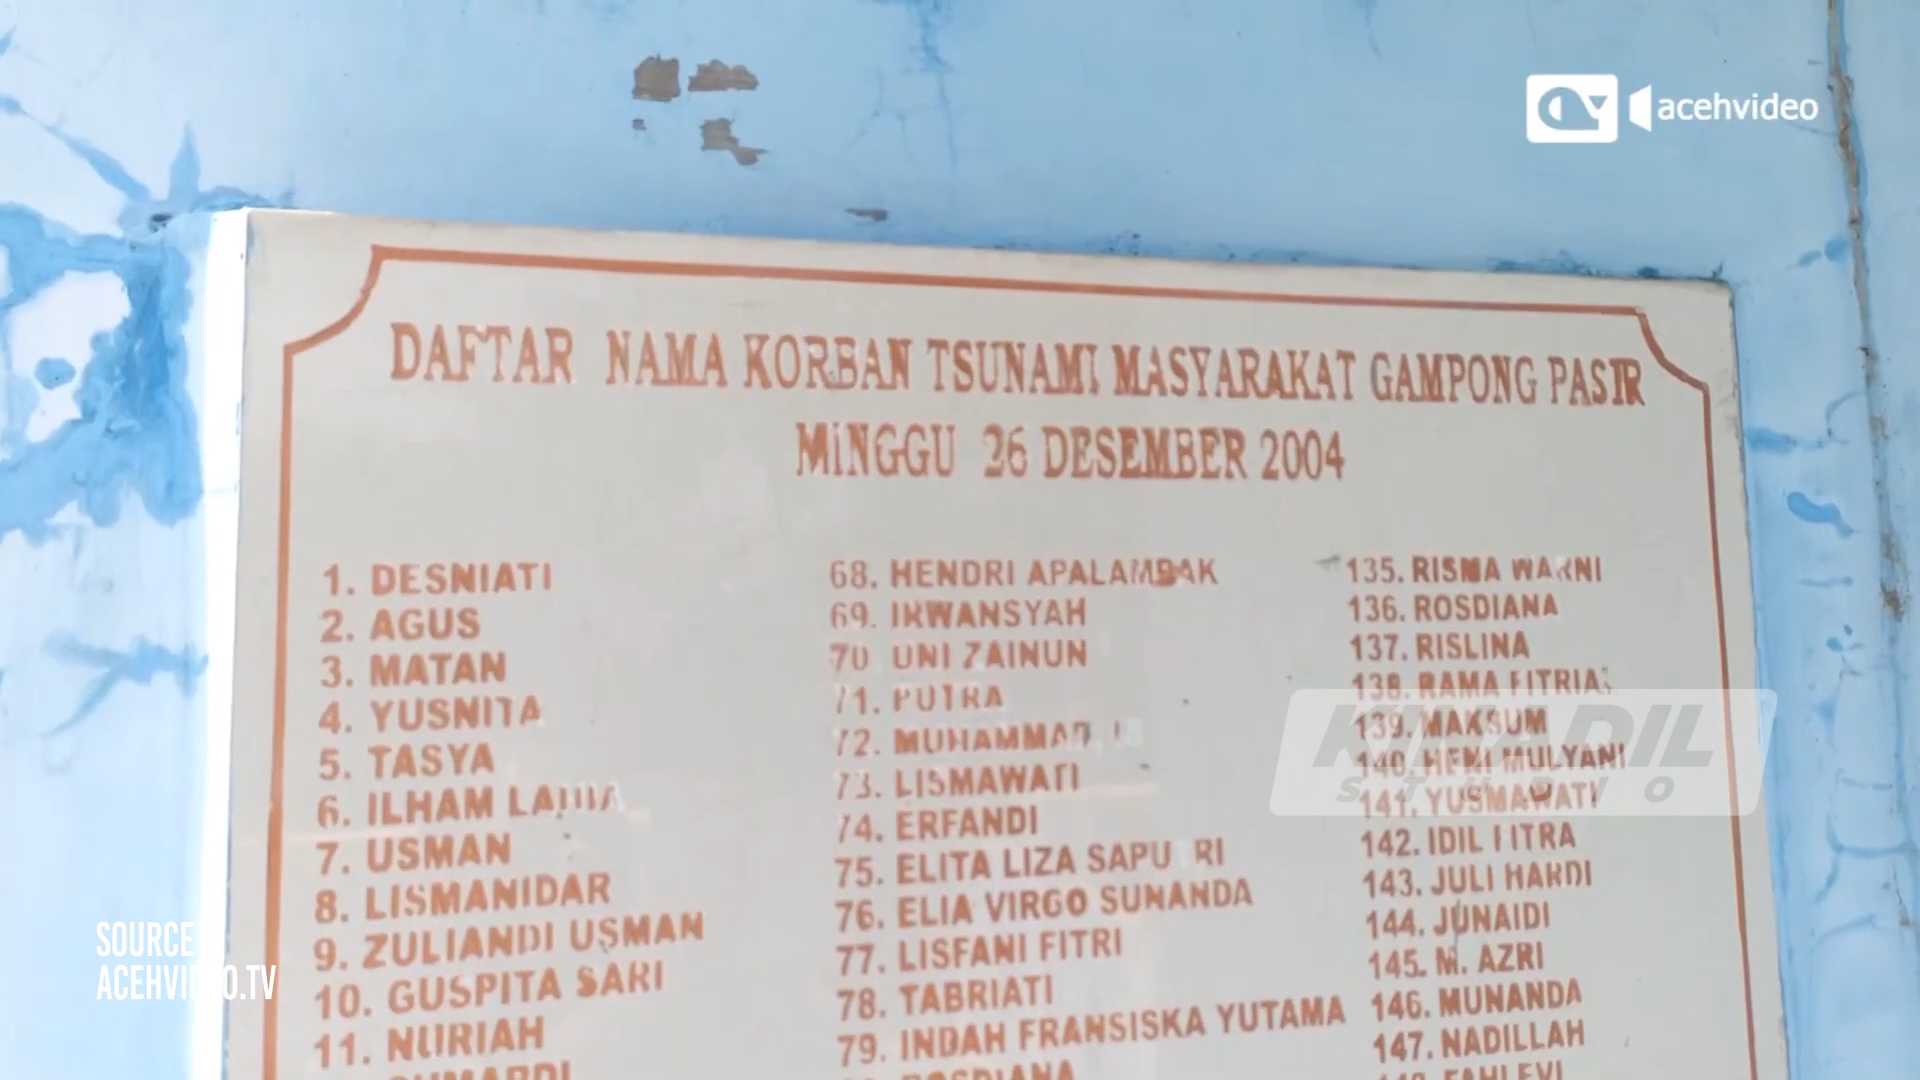 acehvideo
DAFTAR NAMA KORBAN TSUNAMI MASYARAKAT GAMPONG PASIR
MINGGU 26 DESEMBER 2004
1. DESNIATI
2. AGUS
3. MATAN
4. YUSNITA
5. TASYA
6. ILHAM
7. USMAN
8. LISMANIDAR
9. ZULIANDI USMAN
10. GUSPITA SARI
11. NURIAH
68. HENDRI APALAMBAK
69. IRWANSYAH
70 UNI ZAINUN
71. PUTRA
72. MUHAMMAD
73. LISMAWATI
74. ERFANDI
75. ELITA LIZA SAPU RI
76. ELIA VIRGO SUNANDA
77. LISFANI FITRI
78. TABRIATI
79. INDAH FRANSISKA YUTAMA
ROSDIANA
135. RISMA WARNI
136. ROSDIANA
137. RISLINA
138. RAMA FITRIA
139. MAKSUM
140. HENI MULYANI
141. YUSMAWATI
142. IDIL FITRA
143. JULI HARDI
144. JUNAIDI
145. M. AZRI
146. MUNANDA
147. NADILLAH
148. FAHLEVI
STUDIO
SOURCE
ACEHVIDEO.TV